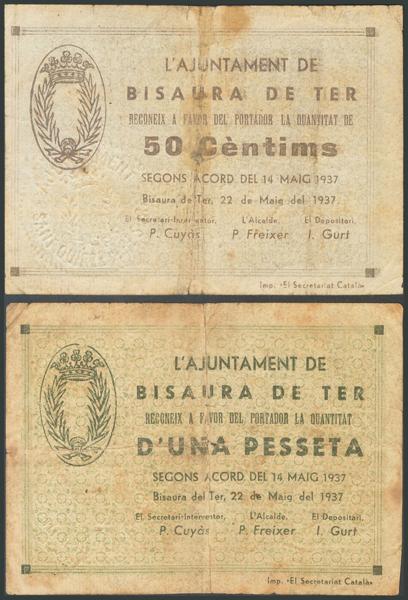 L'AJUNTAMENT DE
BISAURA DE TER
RECONEIX A FAVOR DEL PORTADOR LA QUANTITAT DE
50 Cèntims
SEGONS ACORD DEL 14 MAIG 1937
Bisaura de Ter, 22 de Maig del 1937.
El Secretari-Interventor, L'Alcalde, El Depositari,
P. Cuyàs P. Freixer I. Gurt
Imp. «El Secretariat Català»
L'AJUNTAMENT DE
BISAURA DE TER
RECONEIX A FAVOR DEL PORTADOR LA QUANTITAT
D'UNA PESSETA
SEGONS ACORD DEL 14 MAIG 1937
Bisaura del Ter, 22 de Maig del 1937
El Secretari-Interventor, L'Alcalde, El Depositari,
P. Cuyàs P. Freixer I. Gurt
Imp. «El Secretariat Català»